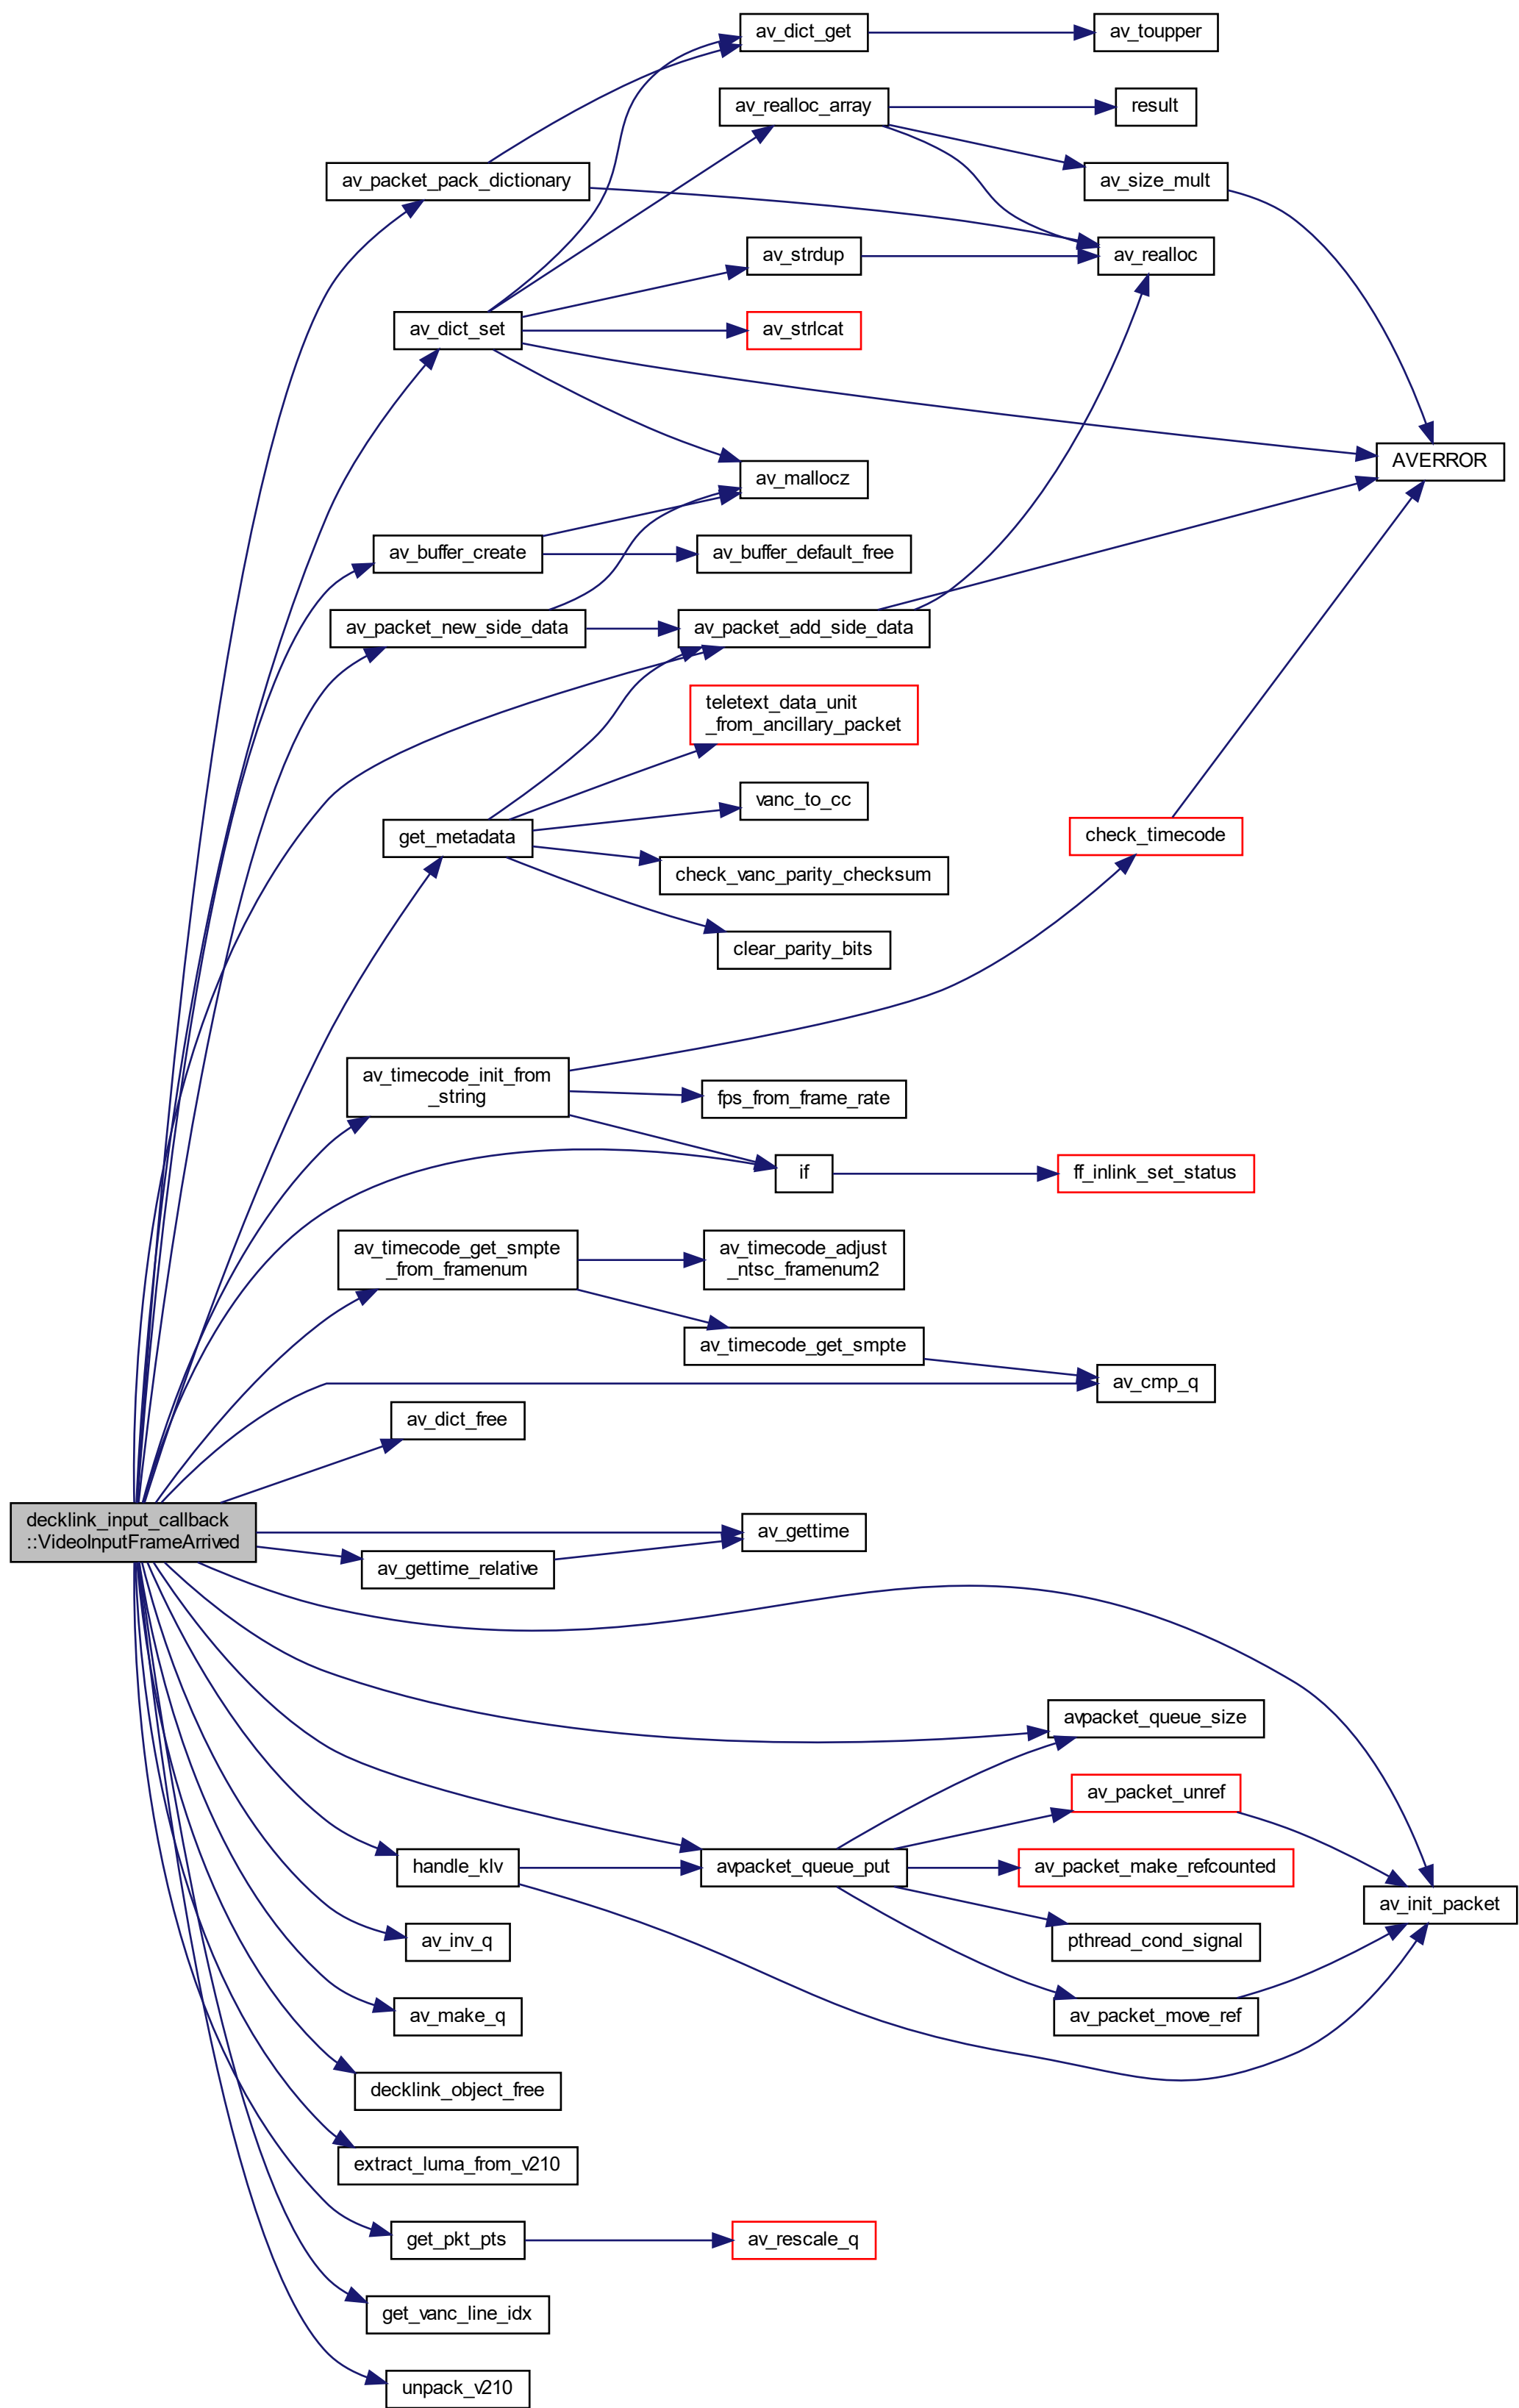 av_dict_get
av_toupper
av_realloc_array
result
av_packet_pack_dictionary
av_size_mult
av_strdup
av_realloc
av_dict_set
av_strlcat
AVERROR
av_mallocz
av_buffer_create
av_buffer_default_free
av_packet_new_side_data
av_packet_add_side_data
teletext_data_unit
_from_ancillary_packet
vanc_to_cc
get_metadata
check_timecode
check_vanc_parity_checksum
clear_parity_bits
av_timecode_init_from
_string
fps_from_frame_rate
if
ff_inlink_set_status
av_timecode_get_smpte
_from_framenum
av_timecode_adjust
_ntsc_framenum2
av_timecode_get_smpte
av_cmp_q
av_dict_free
decklink_input_callback
::VideoInputFrameArrived
av_gettime
av_gettime_relative
avpacket_queue_size
av_packet_unref
handle_klv
avpacket_queue_put
av_packet_make_refcounted
av_init_packet
av_inv_q
pthread_cond_signal
av_make_q
av_packet_move_ref
decklink_object_free
extract_luma_from_v210
get_pkt_pts
av_rescale_q
get_vanc_line_idx
unpack_v210